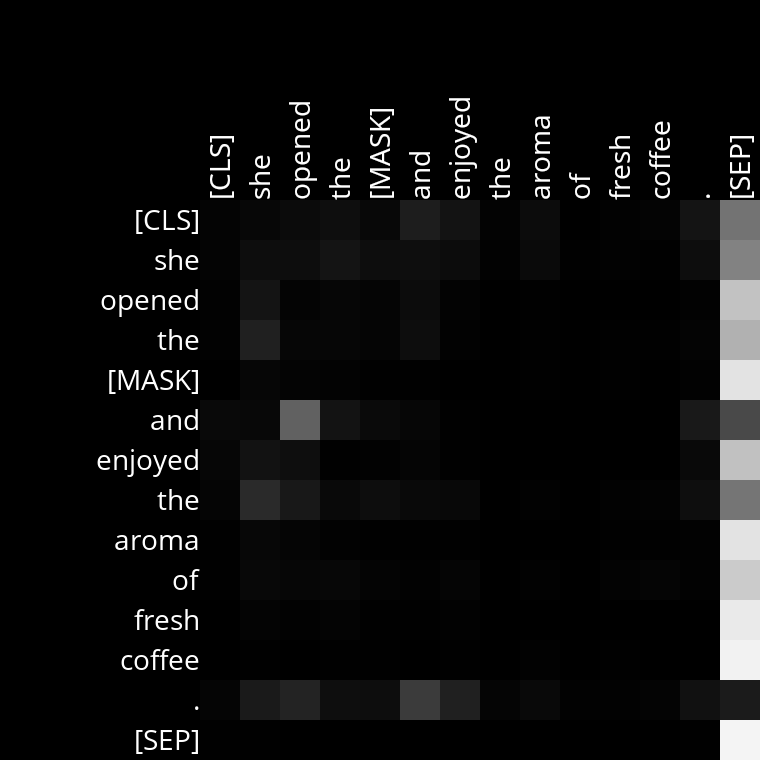 [CLS] she opened the [MASK] and enjoyed the aroma of fresh coffee . [SEP]
[CLS]
she
opened
the
[MASK]
and
enjoyed
the
aroma
of
fresh
coffee
.
[SEP]